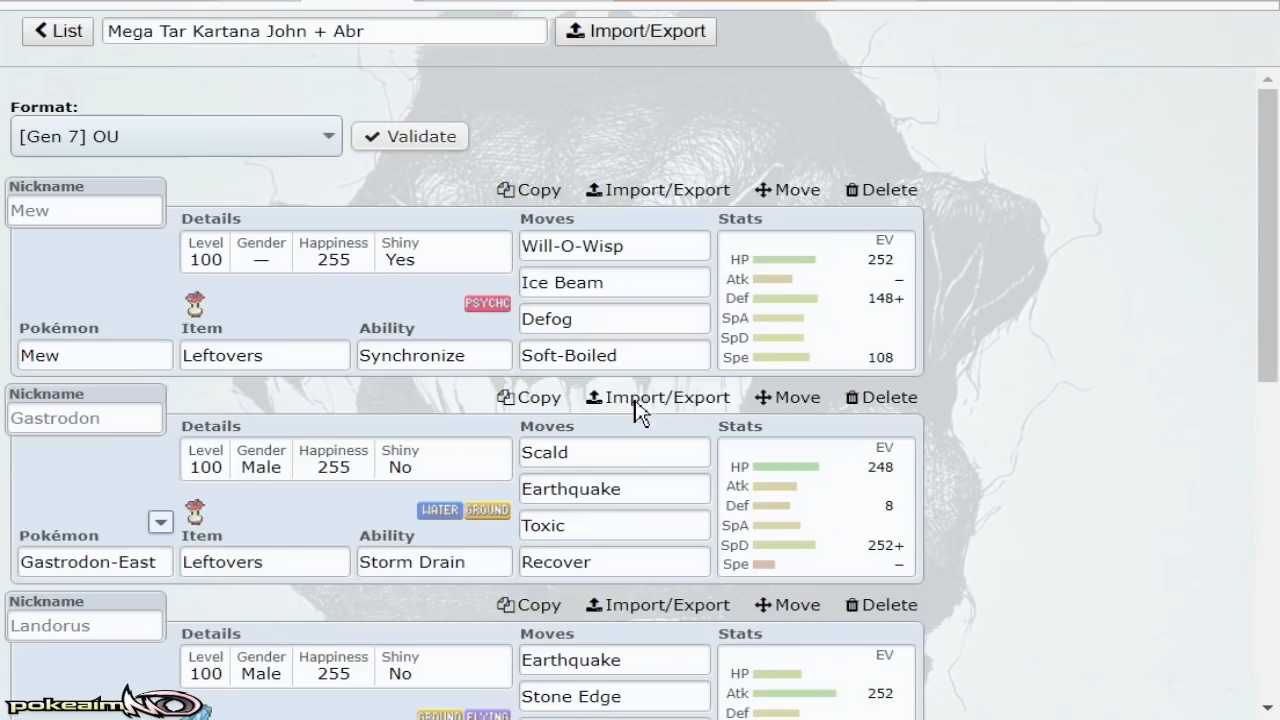 List
Mega Tar Kartana John + Abr
Import/Export
Format:
[Gen 7] OU
Validate
Nickname
Mew
Copy
Import/Export
Move
Delete
Details
Moves
Stats
Level
Gender
Happiness
Shiny
100
—
255
Yes
PSYCHC
Pokémon
Item
Ability
Mew
Leftovers
Synchronize
Will-O-Wisp
Ice Beam
Defog
Soft-Boiled
EV
HP 252
Atk –
Def 148+
SpA
SpD
Spe 108
Nickname
Gastrodon
Copy
Import/Export
Move
Delete
Details
Moves
Stats
Level
Gender
Happiness
Shiny
100
Male
255
No
WATER GROUND
Pokémon
Item
Ability
Gastrodon-East
Leftovers
Storm Drain
Scald
Earthquake
Toxic
Recover
EV
HP 248
Atk
Def 8
SpA
SpD 252+
Spe –
Nickname
Landorus
Copy
Import/Export
Move
Delete
Details
Moves
Stats
Level
Gender
Happiness
Shiny
100
Male
255
No
GROUND FLYING
Earthquake
Stone Edge
EV
HP
Atk 252
Def
pokeaimMD